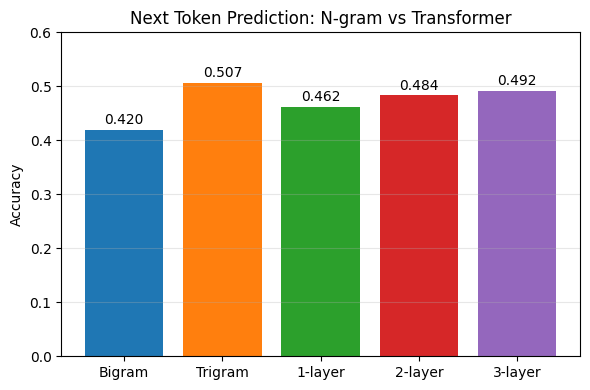 Next Token Prediction: N-gram vs Transformer
Accuracy
0.6
0.5
0.4
0.3
0.2
0.1
0.0
0.420
0.507
0.462
0.484
0.492
Bigram
Trigram
1-layer
2-layer
3-layer